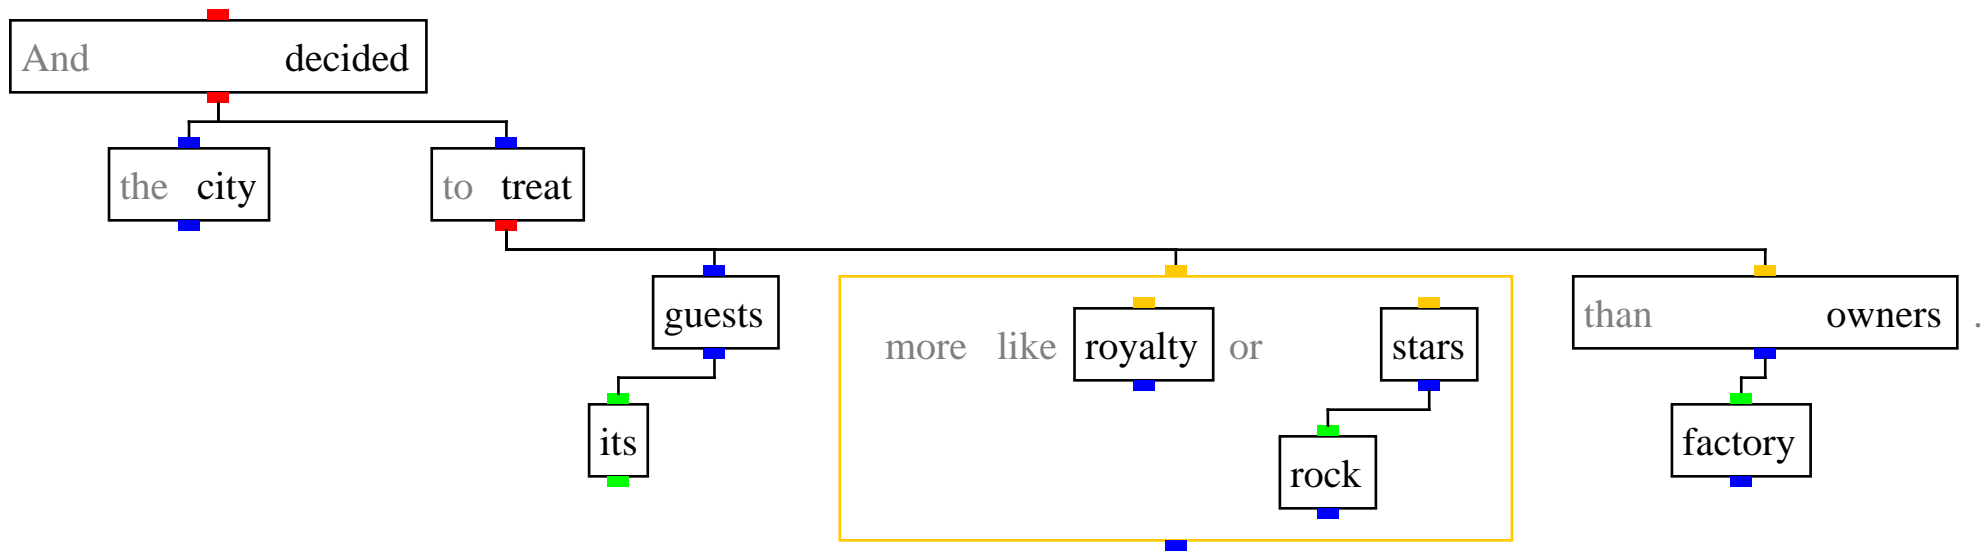 And decided
the city to treat
guests more like royalty or stars than owners .
its rock factory